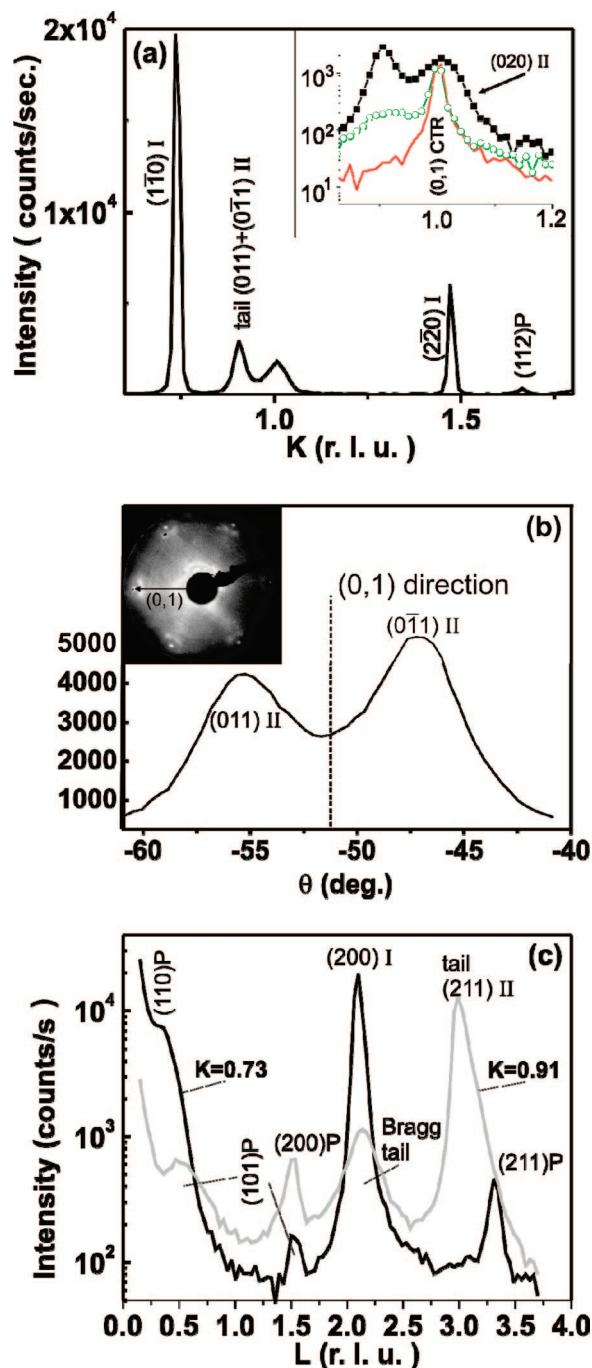 2x10⁴
(a)
10³
(020) II
10²
(0,1) CTR
10¹
1.0
1.2
Intensity ( counts/sec.)
1x10⁴
(11̅0) I
tail (011)+(01̅1) II
(22̅0) I
(112)P
1.0
1.5
K (r. l. u.)
(b)
(0,1)
(0,1) direction
(01̅1) II
5000
4000
(011) II
3000
2000
1000
-60
-55
-50
-45
-40
θ (deg.)
(c)
(110)P
(200) I
tail
(211) II
10⁴
K=0.73
K=0.91
Intensity (counts/s)
10³
(101)P
(200)P
Bragg
tail
(211)P
10²
0.0 0.5 1.0 1.5 2.0 2.5 3.0 3.5 4.0
L (r. l. u.)